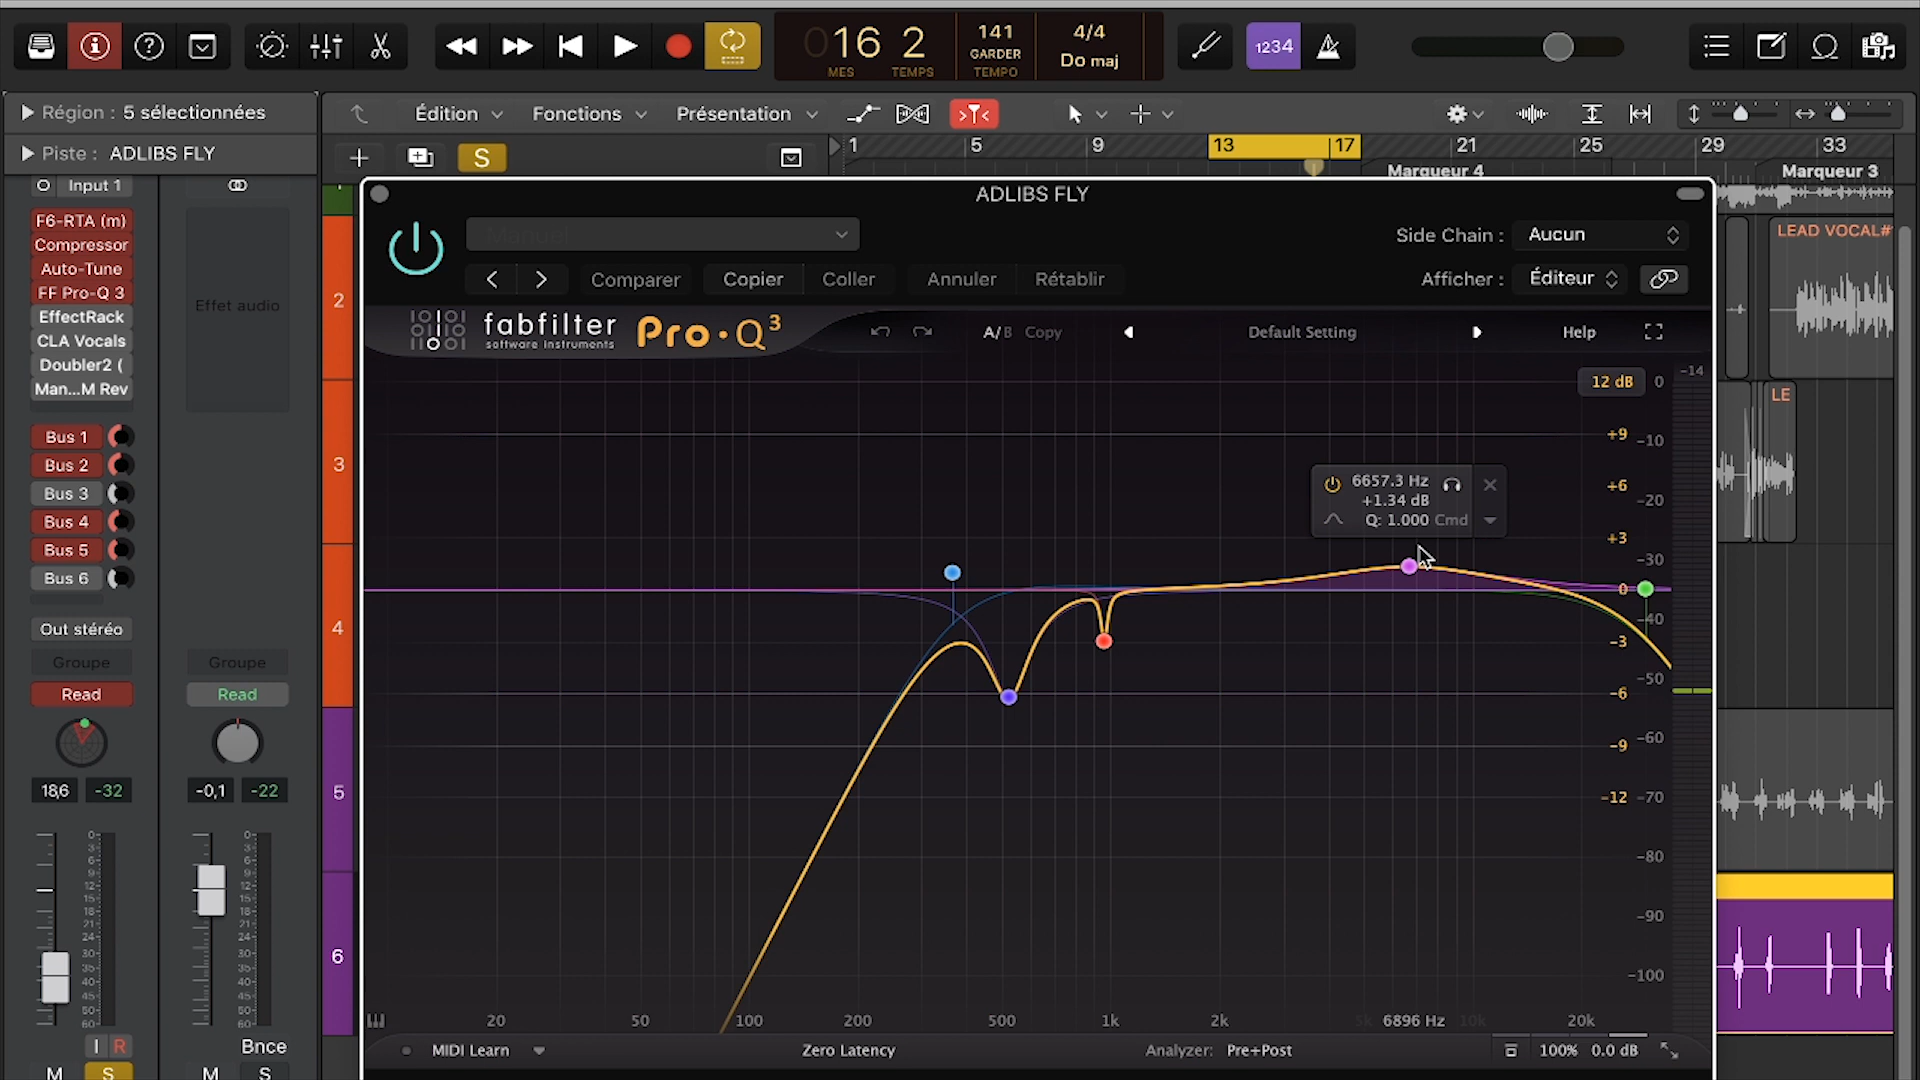 1234
016 2
MES TEMPS
141
GARDER
TEMPO
4/4
Do maj
Région : 5 sélectionnées
Édition Fonctions Présentation
Piste : ADLIBS FLY
S
1 5 9 13 17 21 25 29 33
Marqueur 4 Marqueur 3
Input 1
F6-RTA (m)
Compressor
Auto-Tune
FF Pro-Q 3
EffectRack
CLA Vocals
Doubler2 (
Man...M Rev
Effet audio
Bus 1
Bus 2
Bus 3
Bus 4
Bus 5
Bus 6
Out stéréo
Groupe Groupe
Read Read
18,6 -32 -0,1 -22
I R Bnce
M S M S
2
3
4
5
6
ADLIBS FLY
Manuel
Side Chain : Aucun
Comparer Copier Coller Annuler Rétablir
Afficher : Éditeur
fabfilter
software instruments
Pro·Q3
A/B Copy
Default Setting
Help
12 dB 0 -14
+9 -10
+6 -20
+3 -30
0 -40
-3 -50
-6 -60
-9
-12 -70
-80
-90
-100
6657.3 Hz
+1.34 dB
Q: 1.000 Cmd
20 50 100 200 500 1k 2k 5k 6896 Hz 10k 20k
MIDI Learn Zero Latency Analyzer: Pre+Post 100% 0.0 dB
LEAD VOCAL#
LE